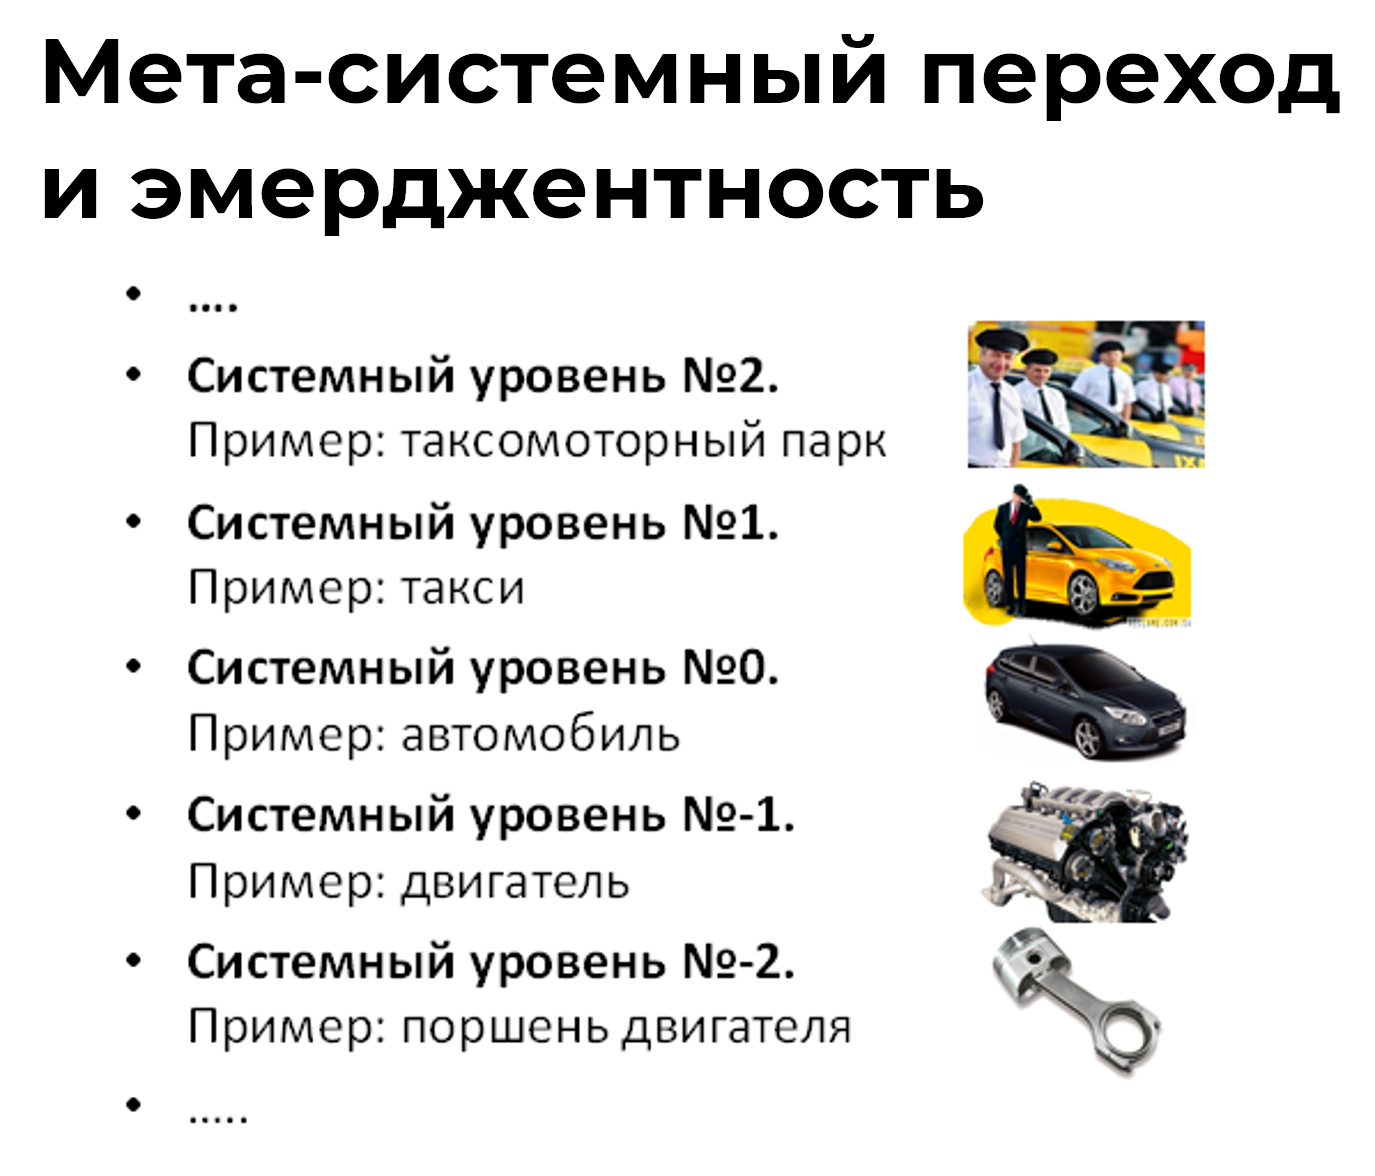 Мета-системный переход
и эмерджентность
• ....
• Системный уровень №2.
Пример: таксомоторный парк
• Системный уровень №1.
Пример: такси
• Системный уровень №0.
Пример: автомобиль
• Системный уровень №-1.
Пример: двигатель
• Системный уровень №-2.
Пример: поршень двигателя
• .....